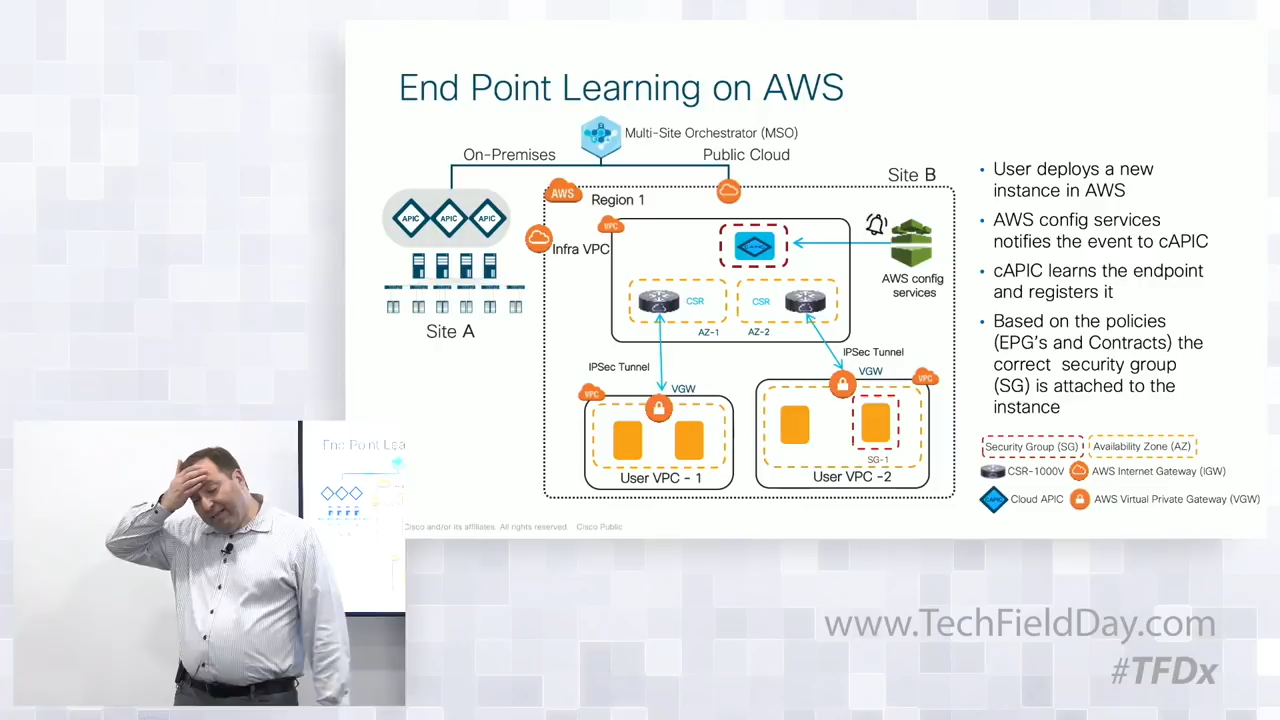 End Point Learning on AWS
Multi-Site Orchestrator (MSO)
On-Premises
Public Cloud
Site B
AWS
Region 1
APIC APIC APIC
VPC
Infra VPC
AWS config
services
CSR
CSR
AZ-1
AZ-2
Site A
IPSec Tunnel
IPSec Tunnel
VGW
VGW
VPC
VPC
SG-1
User VPC - 1
User VPC -2
• User deploys a new
instance in AWS
• AWS config services
notifies the event to cAPIC
• cAPIC learns the endpoint
and registers it
• Based on the policies
(EPG's and Contracts) the
correct security group
(SG) is attached to the
instance
Security Group (SG)
Availability Zone (AZ)
CSR-1000V
AWS Internet Gateway (IGW)
Cloud APIC
AWS Virtual Private Gateway (VGW)
Cisco and/or its affiliates. All rights reserved. Cisco Public
End Point Lea
www.TechFieldDay.com
#TFDx